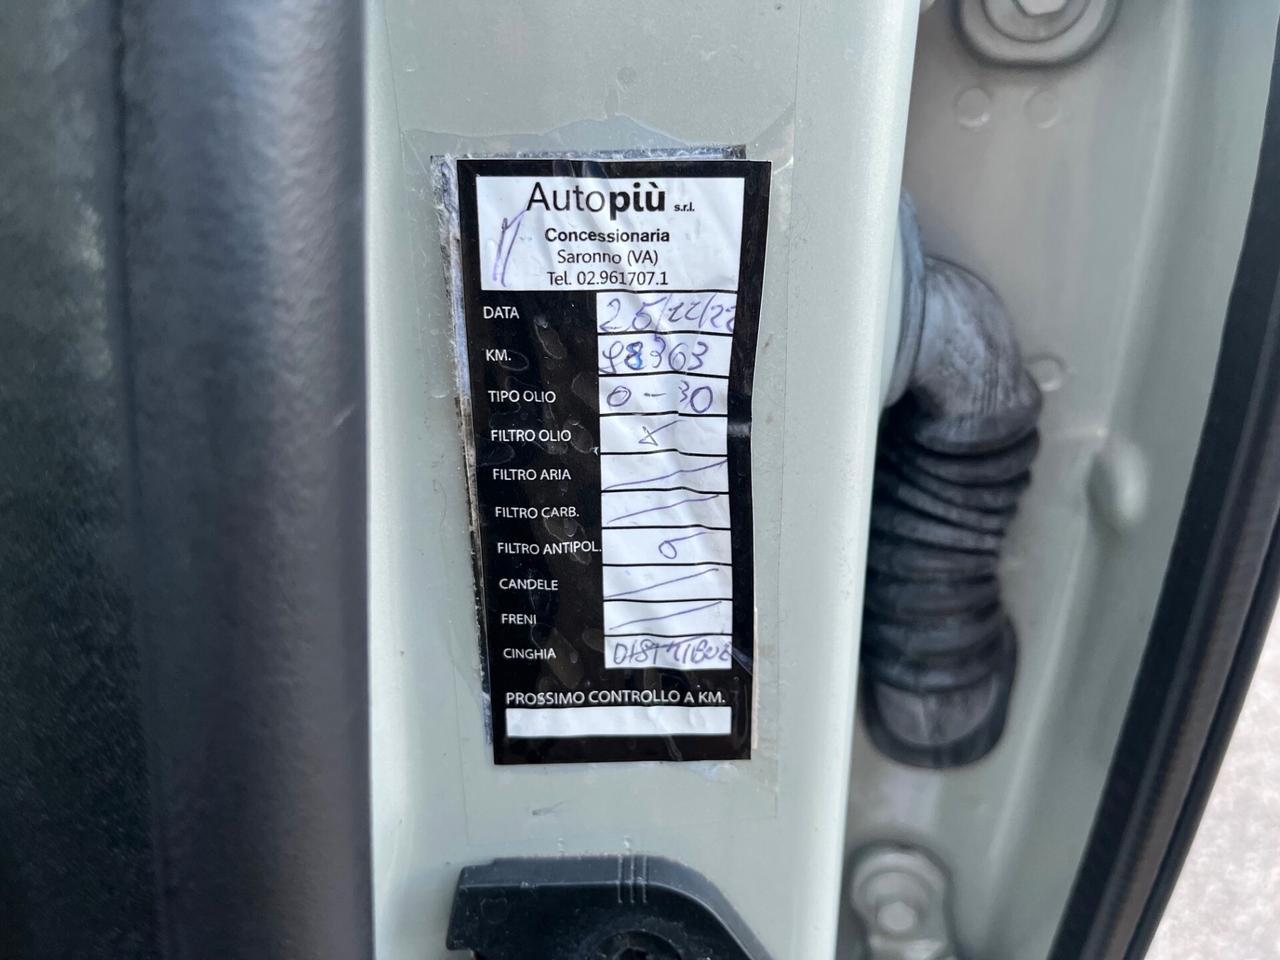 Autopiù s.r.l.
Concessionaria
Saronno (VA)
Tel. 02.961707.1
DATA
KM. 98363
TIPO OLIO 0-30
FILTRO OLIO
FILTRO ARIA
FILTRO CARB.
FILTRO ANTIPOL.
CANDELE
FRENI
CINGHIA
PROSSIMO CONTROLLO A KM.